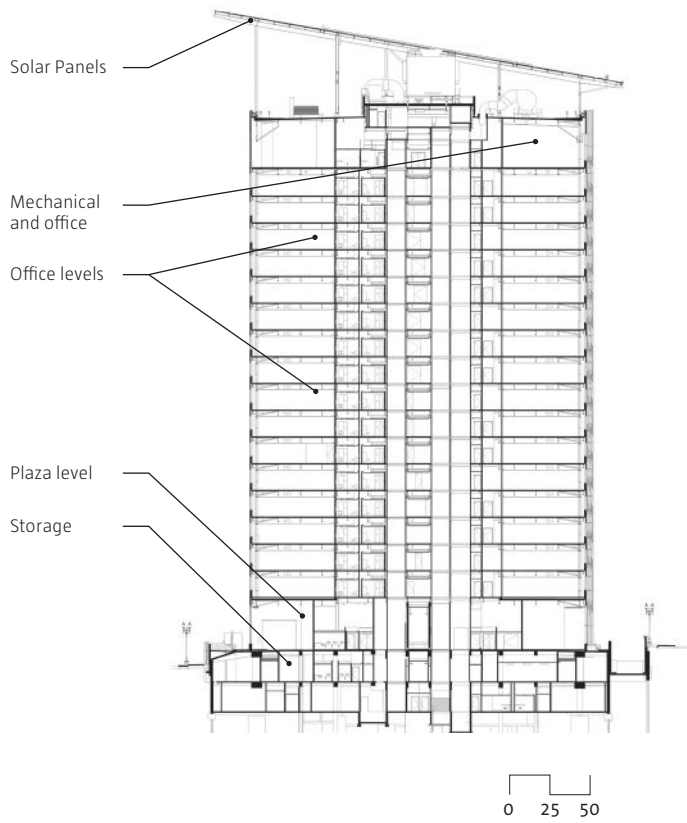 Solar Panels
Mechanical
and office
Office levels
Plaza level
Storage
0 25 50